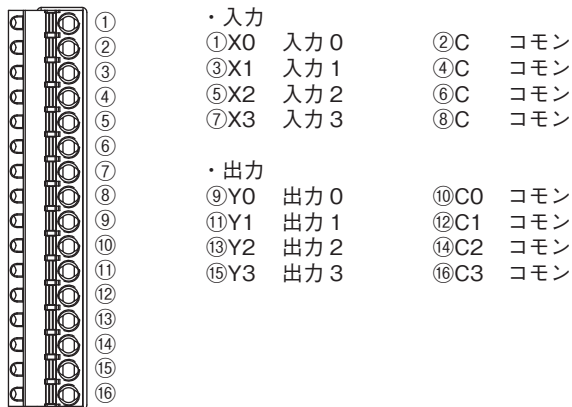 ①
②
③
④
⑤
⑥
⑦
⑧
⑨
⑩
⑪
⑫
⑬
⑭
⑮
⑯
・入力
①X0 入力0 ②C コモン
③X1 入力1 ④C コモン
⑤X2 入力2 ⑥C コモン
⑦X3 入力3 ⑧C コモン
・出力
⑨Y0 出力0 ⑩C0 コモン
⑪Y1 出力1 ⑫C1 コモン
⑬Y2 出力2 ⑭C2 コモン
⑮Y3 出力3 ⑯C3 コモン